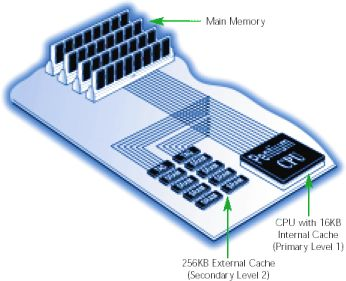 Main Memory
Pentium
CPU
CPU with 16KB
Internal Cache
(Primary Level 1)
256KB External Cache
(Secondary Level 2)